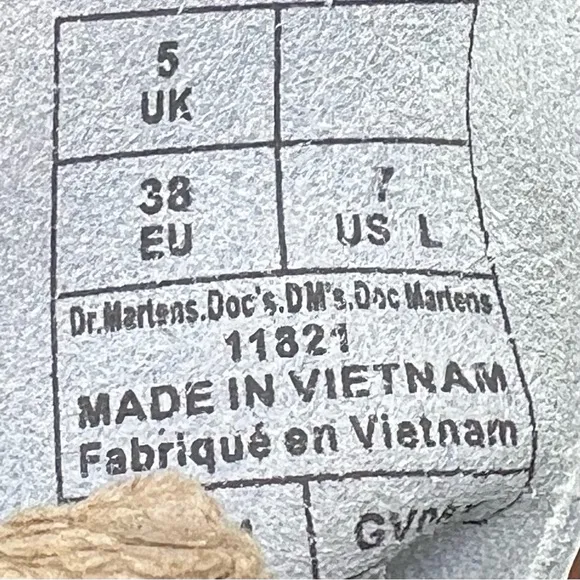 5
UK
38
EU
7
US L
Dr.Martens.Doc's.DM's.Doc Martens
11821
MADE IN VIETNAM
Fabriqué en Vietnam